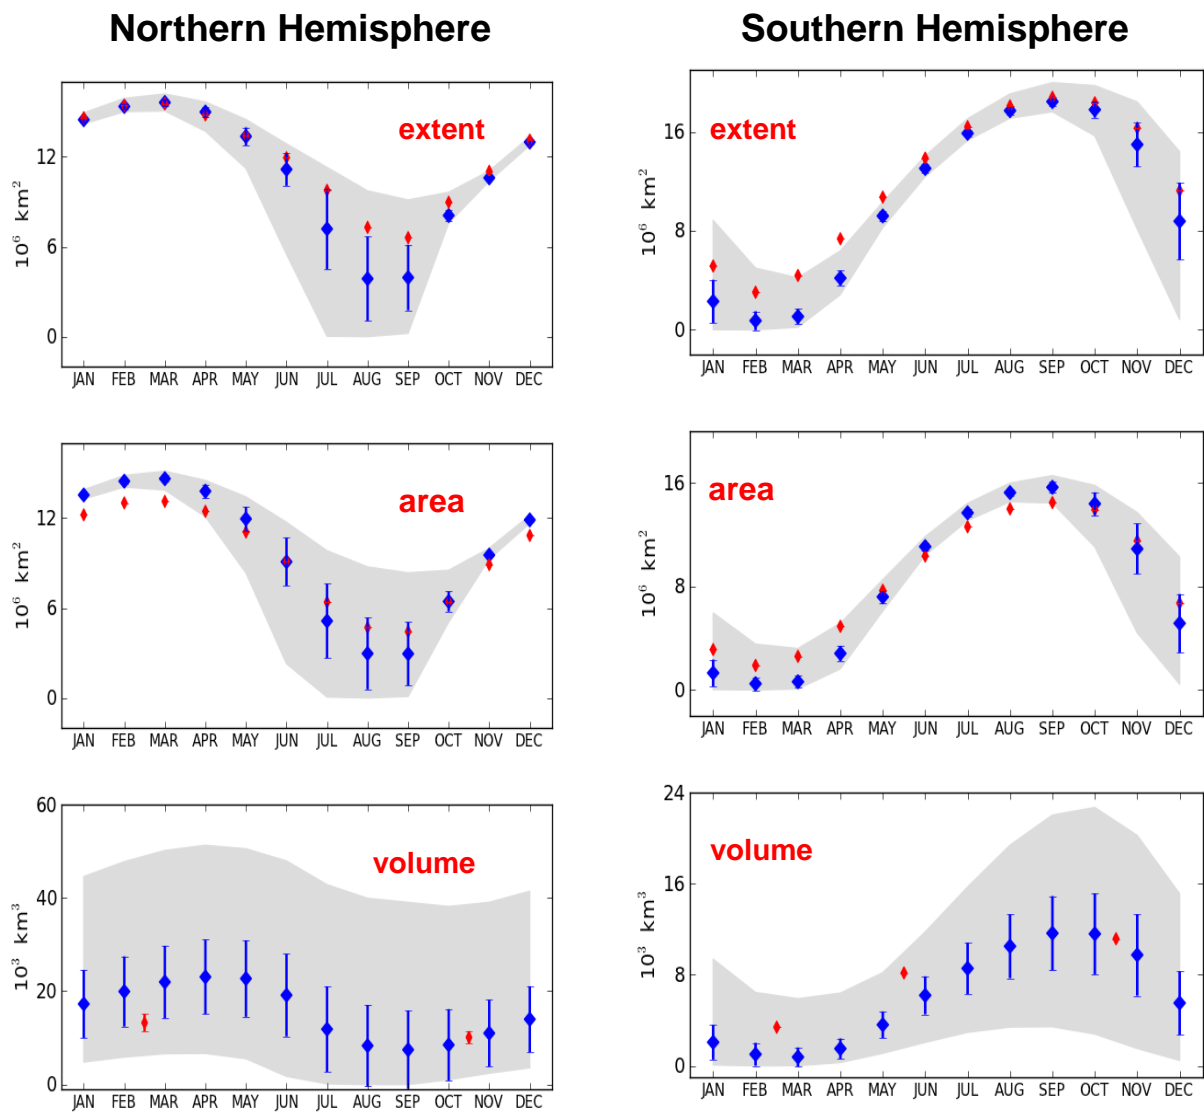 Northern Hemisphere
Southern Hemisphere
extent
12
6
0
10⁶ km²
JAN FEB MAR APR MAY JUN JUL AUG SEP OCT NOV DEC
extent
16
8
0
10⁶ km²
JAN FEB MAR APR MAY JUN JUL AUG SEP OCT NOV DEC
area
12
6
0
10⁶ km²
JAN FEB MAR APR MAY JUN JUL AUG SEP OCT NOV DEC
area
16
8
0
10⁶ km²
JAN FEB MAR APR MAY JUN JUL AUG SEP OCT NOV DEC
60
volume
40
20
0
10³ km³
JAN FEB MAR APR MAY JUN JUL AUG SEP OCT NOV DEC
24
volume
16
8
0
10³ km³
JAN FEB MAR APR MAY JUN JUL AUG SEP OCT NOV DEC